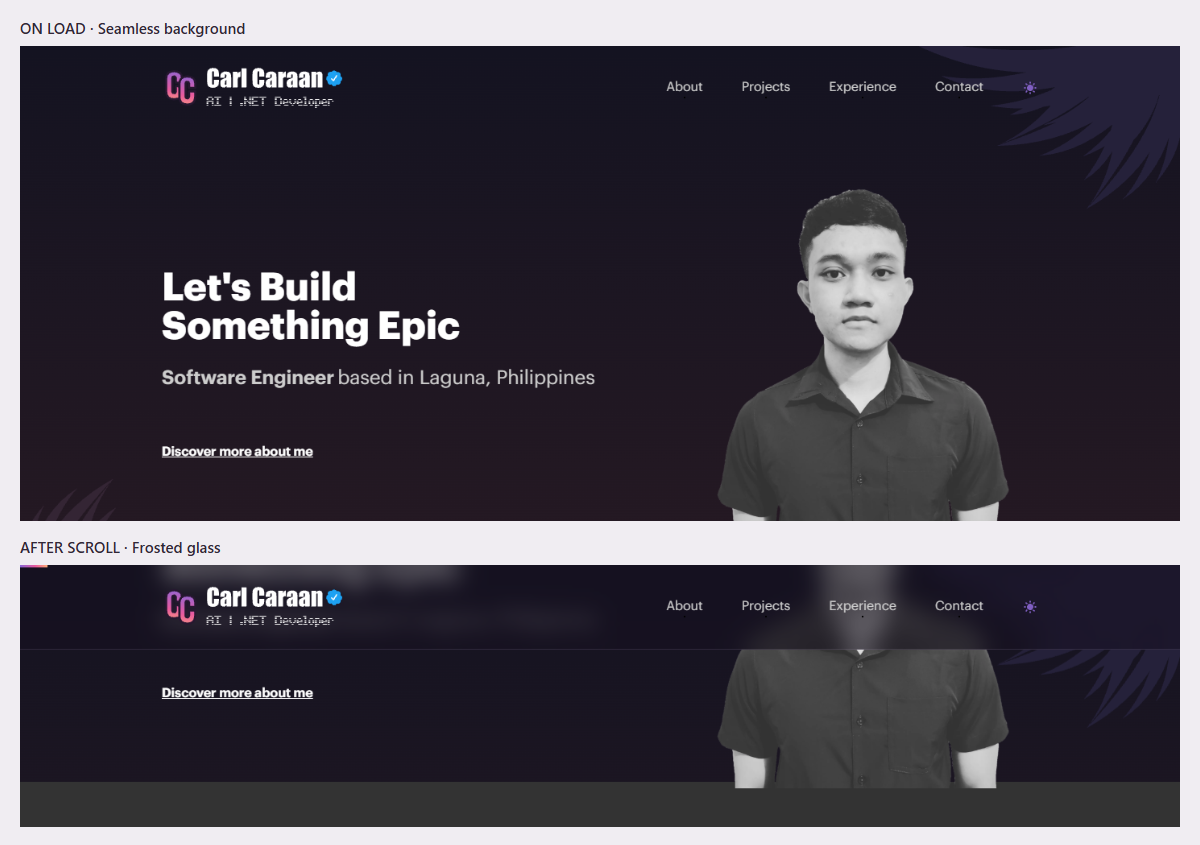 ON LOAD · Seamless background
CC Carl Caraan
AI | .NET Developer
About Projects Experience Contact
Let's Build
Something Epic
Software Engineer based in Laguna, Philippines
Discover more about me
AFTER SCROLL · Frosted glass
CC Carl Caraan
AI | .NET Developer
About Projects Experience Contact
Discover more about me